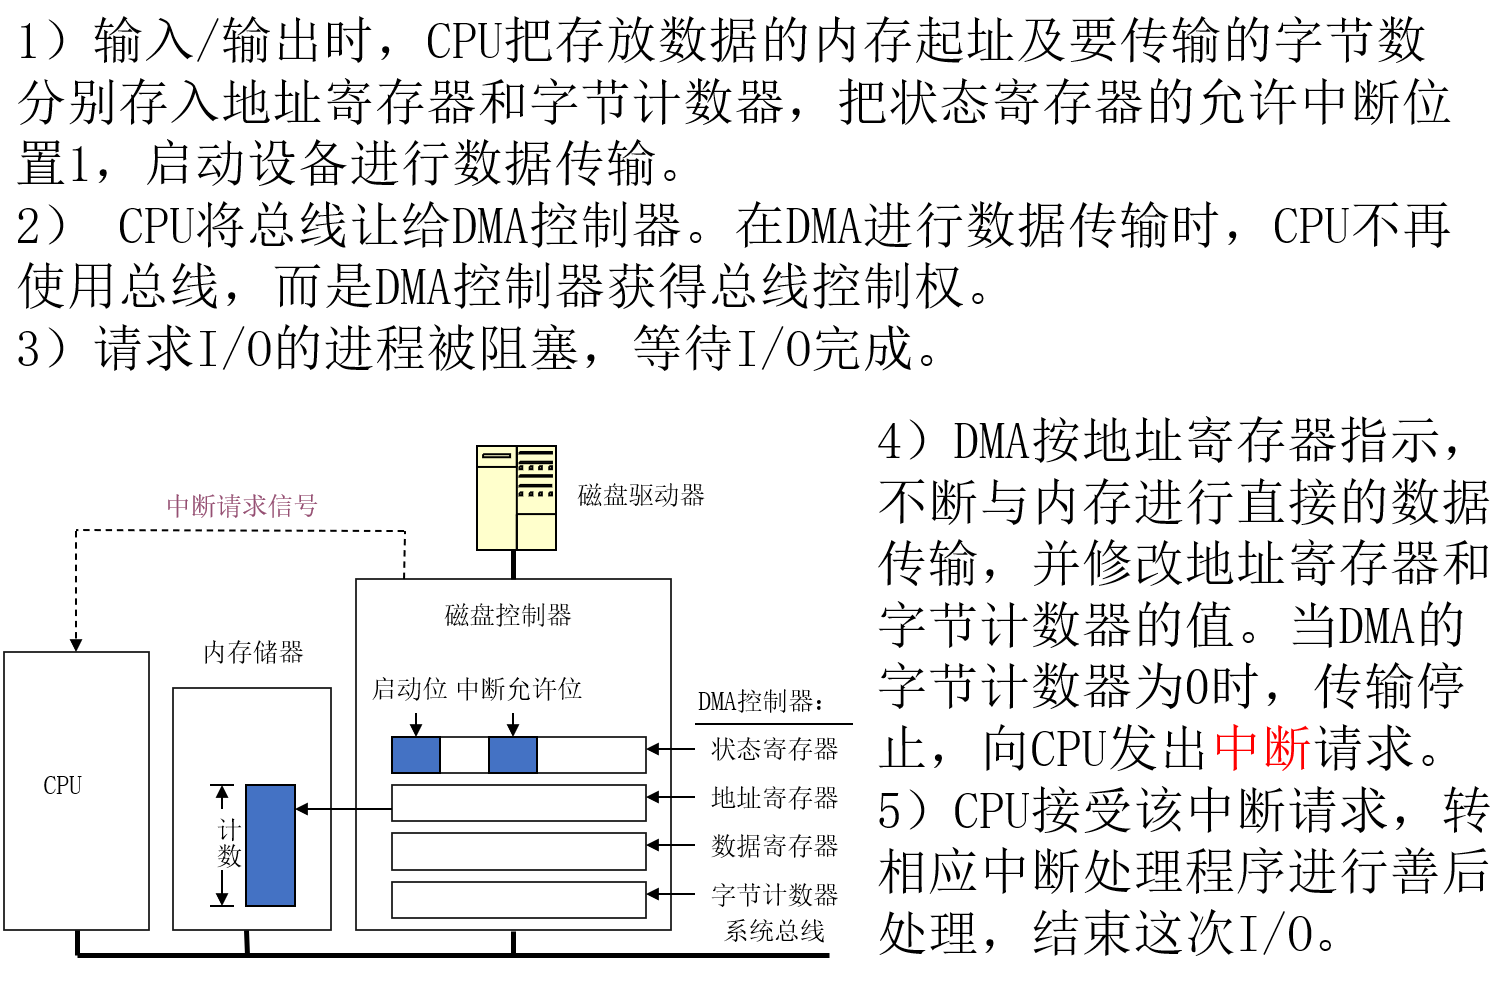 1）输入/输出时，CPU把存放数据的内存起址及要传输的字节数
分别存入地址寄存器和字节计数器，把状态寄存器的允许中断位
置1，启动设备进行数据传输。
2） CPU将总线让给DMA控制器。在DMA进行数据传输时，CPU不再
使用总线，而是DMA控制器获得总线控制权。
3）请求I/O的进程被阻塞，等待I/O完成。
4）DMA按地址寄存器指示，
不断与内存进行直接的数据
传输，并修改地址寄存器和
字节计数器的值。当DMA的
字节计数器为0时，传输停
止，向CPU发出中断请求。
5）CPU接受该中断请求，转
相应中断处理程序进行善后
处理，结束这次I/O。
中断请求信号
磁盘驱动器
磁盘控制器
内存储器
启动位 中断允许位
DMA控制器：
状态寄存器
CPU
地址寄存器
计
数
数据寄存器
字节计数器
系统总线